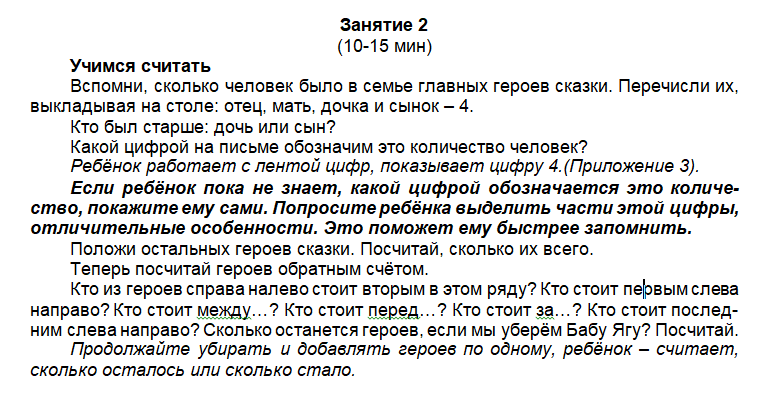 Занятие 2
(10-15 мин)
Учимся считать
Вспомни, сколько человек было в семье главных героев сказки. Перечисли их,
выкладывая на столе: отец, мать, дочка и сынок – 4.
Кто был старше: дочь или сын?
Какой цифрой на письме обозначим это количество человек?
Ребёнок работает с лентой цифр, показывает цифру 4.(Приложение 3).
Если ребёнок пока не знает, какой цифрой обозначается это количе-
ство, покажите ему сами. Попросите ребёнка выделить части этой цифры,
отличительные особенности. Это поможет ему быстрее запомнить.
Положи остальных героев сказки. Посчитай, сколько их всего.
Теперь посчитай героев обратным счётом.
Кто из героев справа налево стоит вторым в этом ряду? Кто стоит первым слева
направо? Кто стоит между…? Кто стоит перед…? Кто стоит за…? Кто стоит послед-
ним слева направо? Сколько останется героев, если мы уберём Бабу Ягу? Посчитай.
Продолжайте убирать и добавлять героев по одному, ребёнок – считает,
сколько осталось или сколько стало.